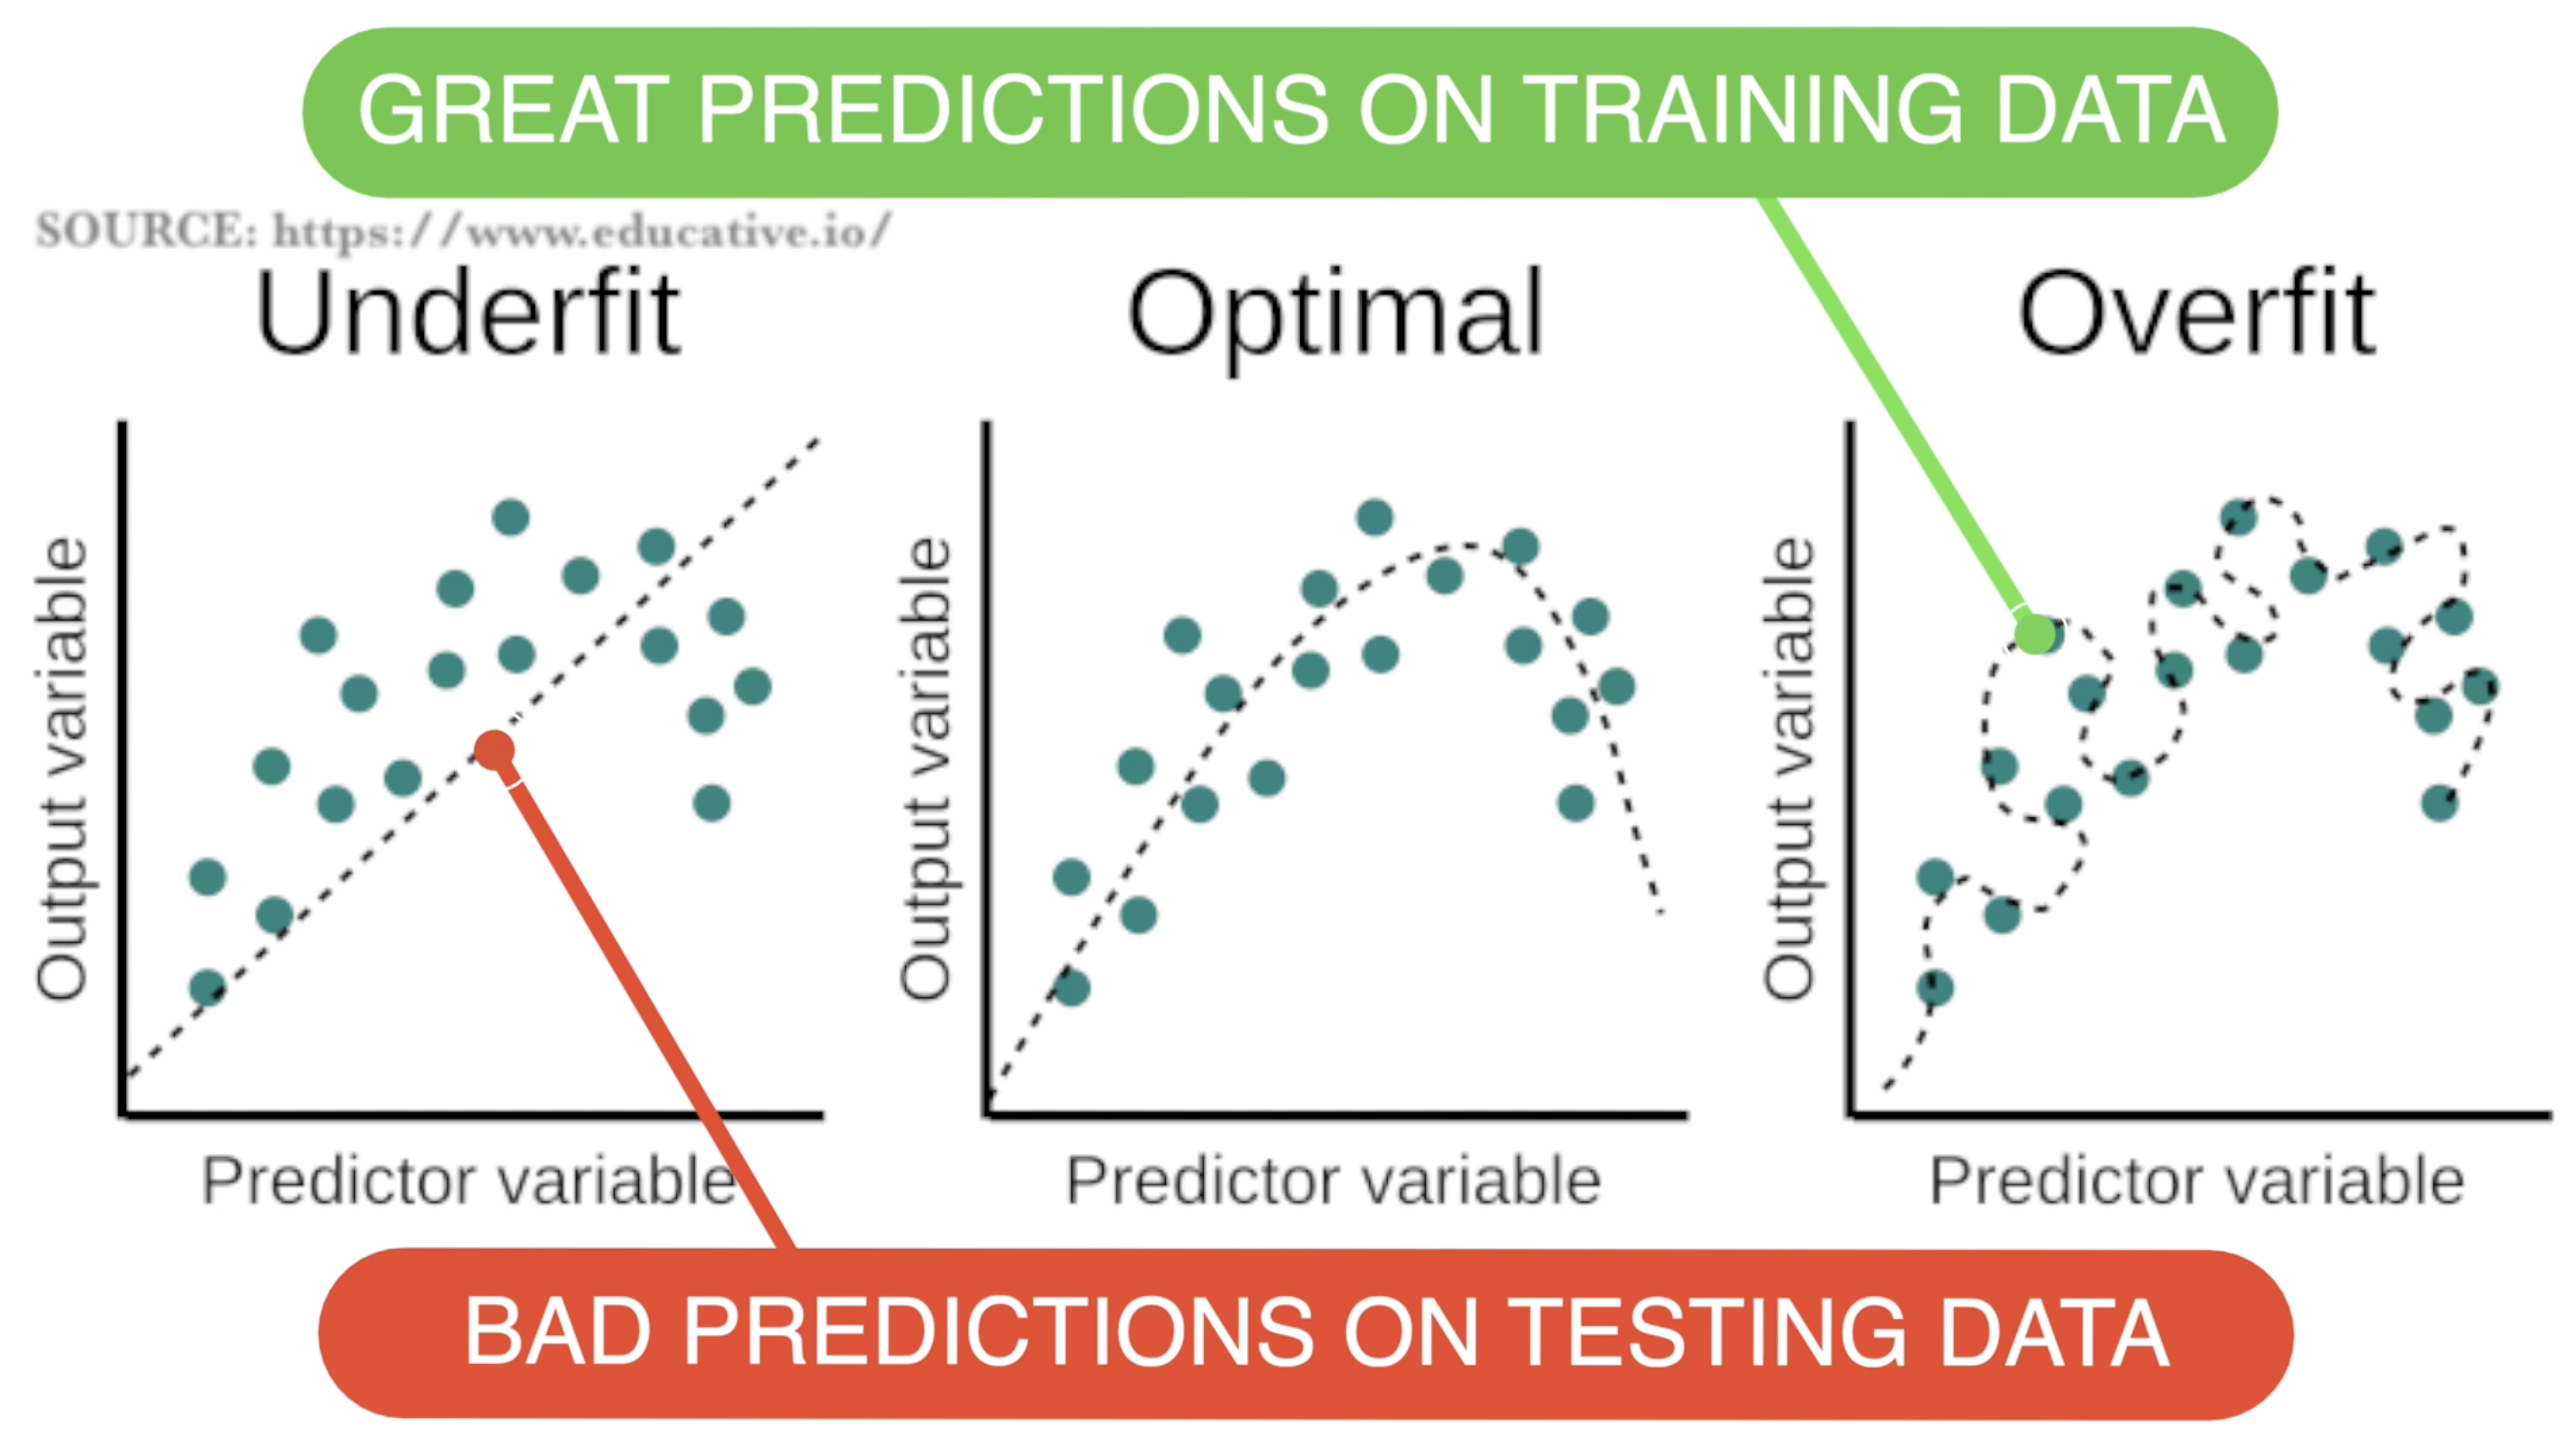 GREAT PREDICTIONS ON TRAINING DATA
SOURCE: https://www.educative.io/
Underfit
Optimal
Overfit
Output variable
Output variable
Output variable
Predictor variable
Predictor variable
Predictor variable
BAD PREDICTIONS ON TESTING DATA